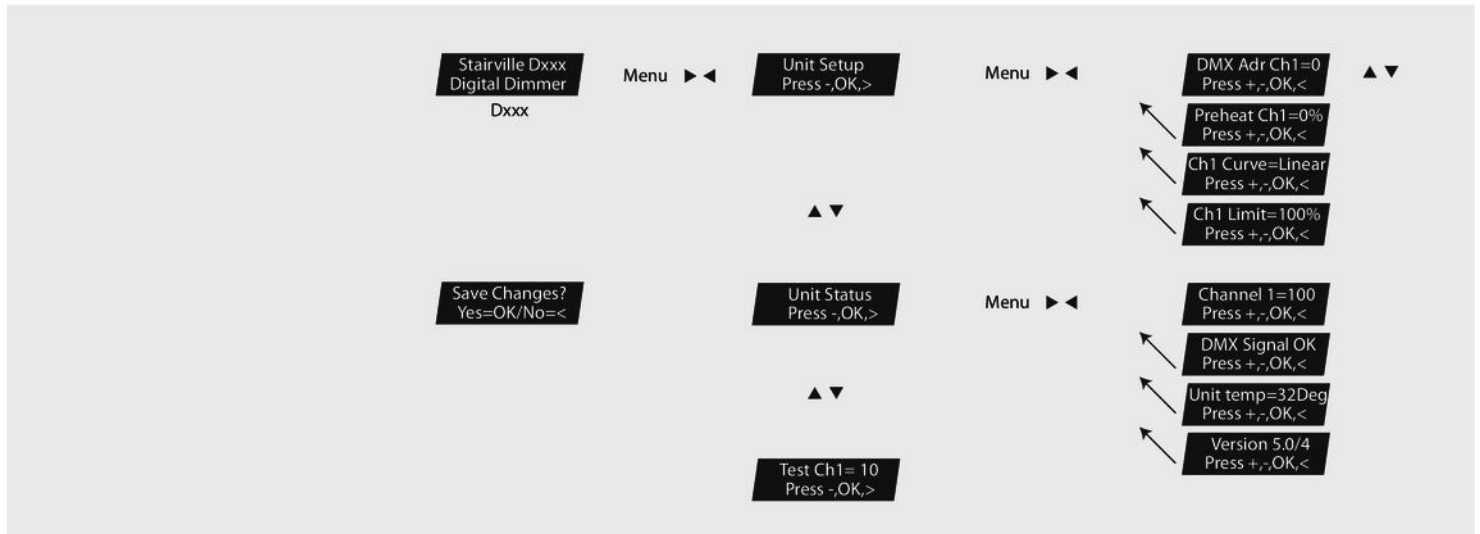 Stairville Dxxx
Digital Dimmer
Dxxx
Menu ▶ ◀
Unit Setup
Press -,OK,>
Menu ▶ ◀
DMX Adr Ch1=0
Press +,-,OK,<
▲ ▼
Preheat Ch1=0%
Press +,-,OK,<
Ch1 Curve=Linear
Press +,-,OK,<
Ch1 Limit=100%
Press +,-,OK,<
▲ ▼
Save Changes?
Yes=OK/No=<
Unit Status
Press -,OK,>
Menu ▶ ◀
Channel 1=100
Press +,-,OK,<
DMX Signal OK
Press +,-,OK,<
Unit temp=32Deg
Press +,-,OK,<
Version 5.0/4
Press +,-,OK,<
▲ ▼
Test Ch1= 10
Press -,OK,>